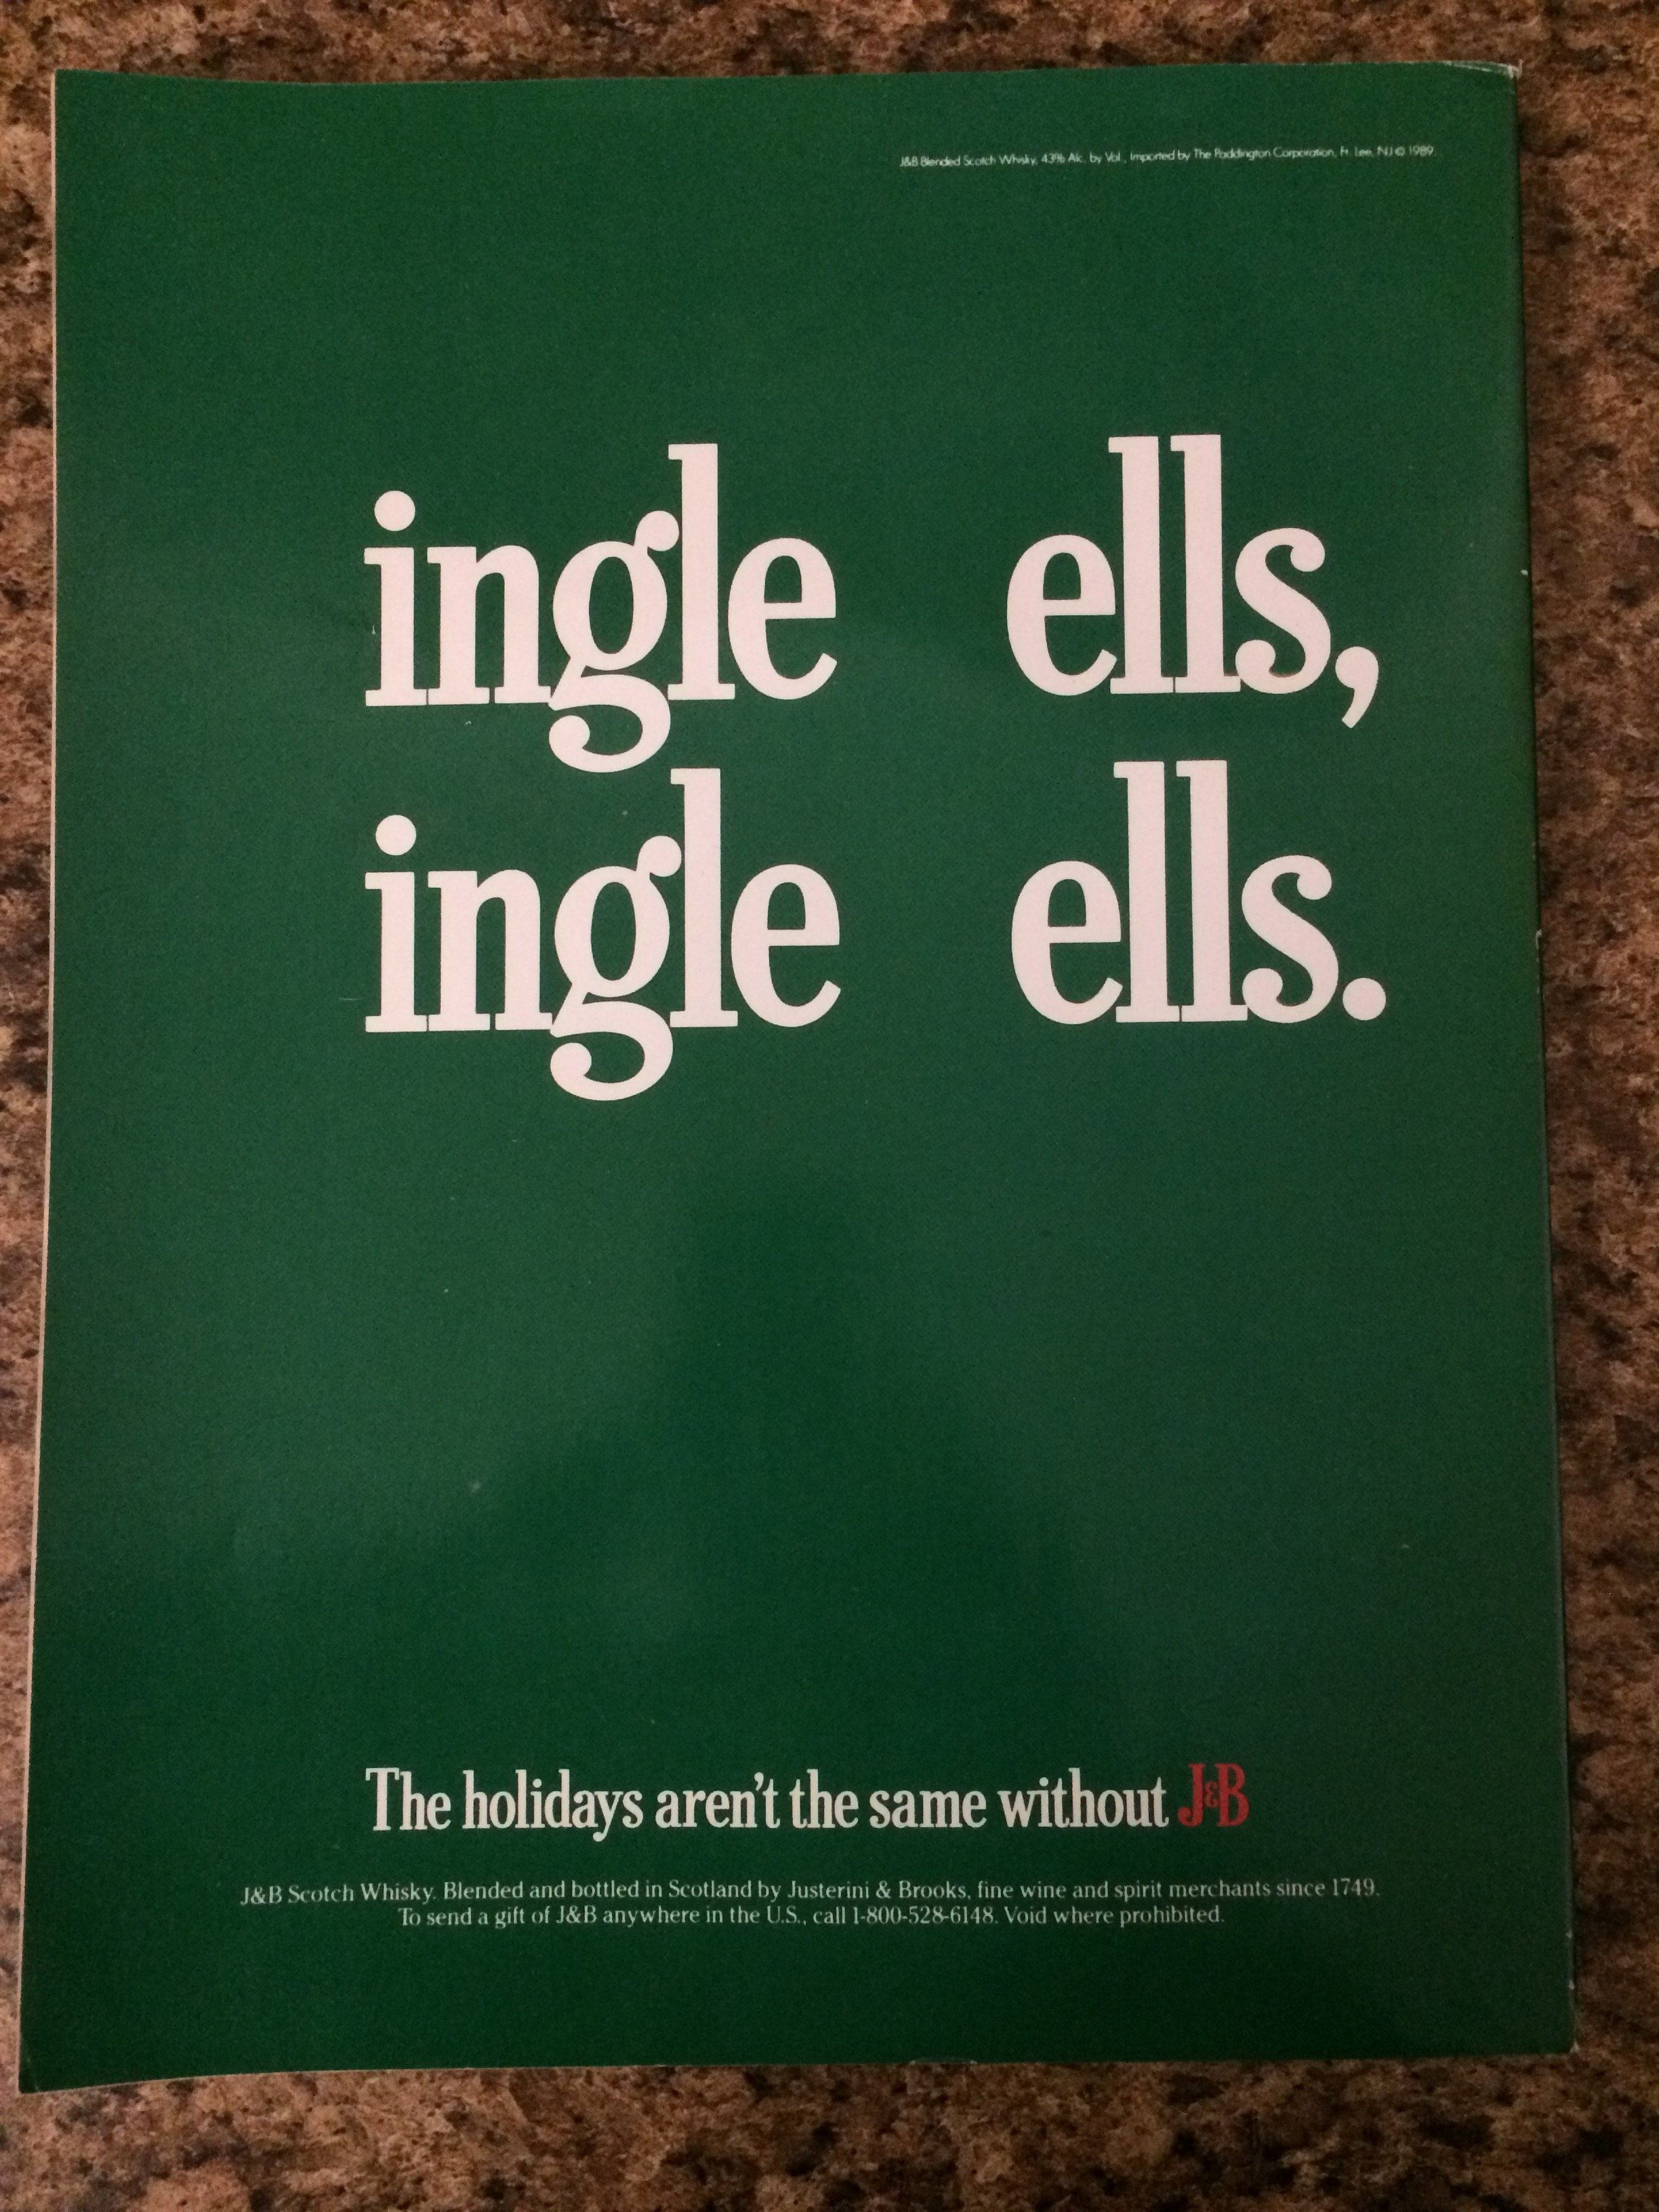 J&B Blended Scotch Whisky, 43% Alc. by Vol., Imported by The Paddington Corporation, Ft. Lee, NJ © 1989
ingle ells,
ingle ells.
The holidays aren't the same without J&B
J&B Scotch Whisky. Blended and bottled in Scotland by Justerini & Brooks, fine wine and spirit merchants since 1749.
To send a gift of J&B anywhere in the U.S., call 1-800-528-6148. Void where prohibited.